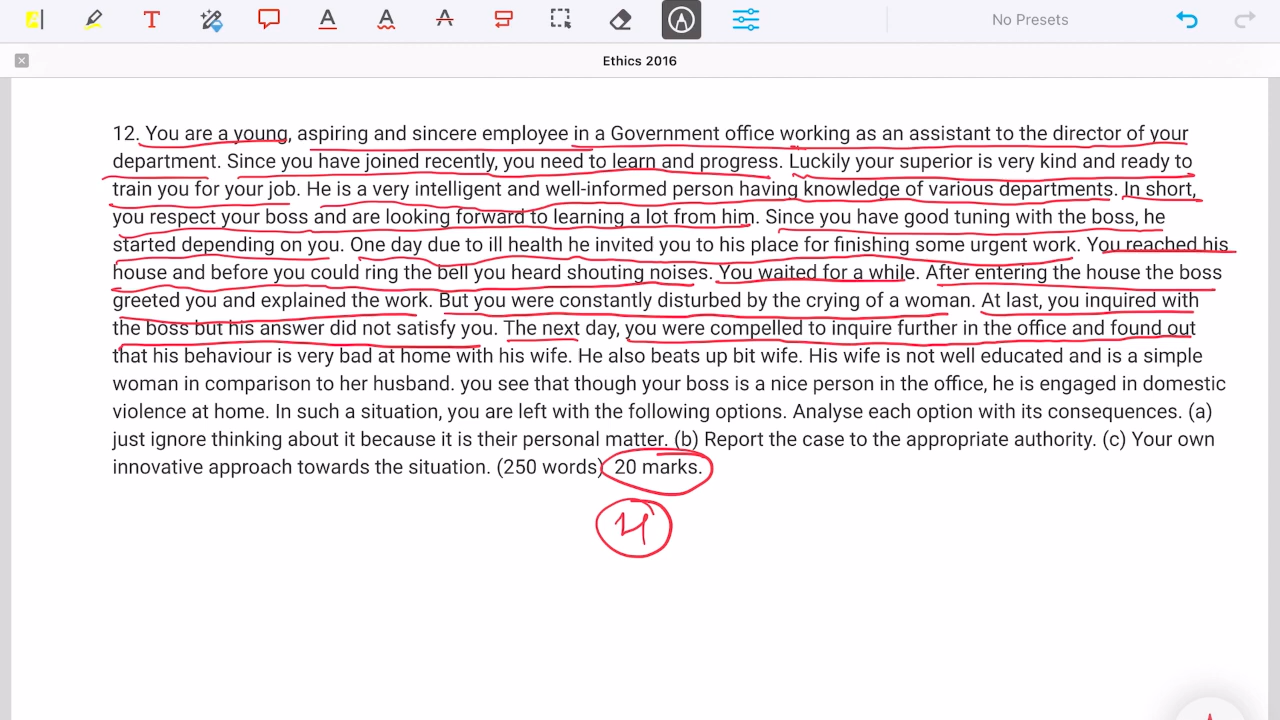 T A A A No Presets
Ethics 2016
12. You are a young, aspiring and sincere employee in a Government office working as an assistant to the director of your
department. Since you have joined recently, you need to learn and progress. Luckily your superior is very kind and ready to
train you for your job. He is a very intelligent and well-informed person having knowledge of various departments. In short,
you respect your boss and are looking forward to learning a lot from him. Since you have good tuning with the boss, he
started depending on you. One day due to ill health he invited you to his place for finishing some urgent work. You reached his
house and before you could ring the bell you heard shouting noises. You waited for a while. After entering the house the boss
greeted you and explained the work. But you were constantly disturbed by the crying of a woman. At last, you inquired with
the boss but his answer did not satisfy you. The next day, you were compelled to inquire further in the office and found out
that his behaviour is very bad at home with his wife. He also beats up bit wife. His wife is not well educated and is a simple
woman in comparison to her husband. you see that though your boss is a nice person in the office, he is engaged in domestic
violence at home. In such a situation, you are left with the following options. Analyse each option with its consequences. (a)
just ignore thinking about it because it is their personal matter. (b) Report the case to the appropriate authority. (c) Your own
innovative approach towards the situation. (250 words) 20 marks.